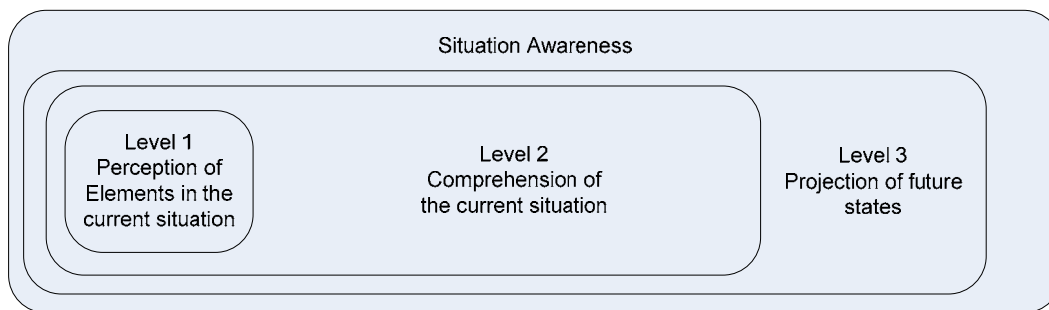 Situation Awareness
Level 1
Perception of
Elements in the
current situation
Level 2
Comprehension of
the current situation
Level 3
Projection of future
states